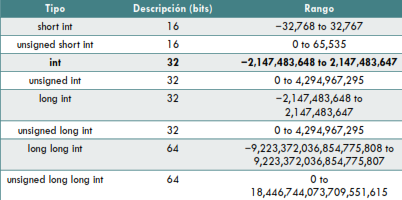 Tipo Descripción (bits) Rango
short int 16 −32,768 to 32,767
unsigned short int 16 0 to 65,535
int 32 −2,147,483,648 to 2,147,483,647
unsigned int 32 0 to 4,294,967,295
long int 32 −2,147,483,648 to
2,147,483,647
unsigned long int 32 0 to 4,294,967,295
long long int 64 −9,223,372,036,854,775,808 to
9,223,372,036,854,775,807
unsigned long long int 64 0 to
18,446,744,073,709,551,615